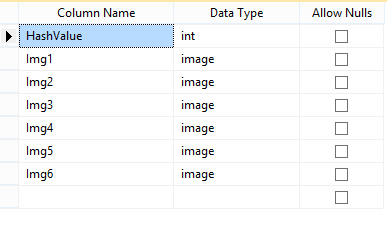 Column Name Data Type Allow Nulls
HashValue int
Img1 image
Img2 image
Img3 image
Img4 image
Img5 image
Img6 image